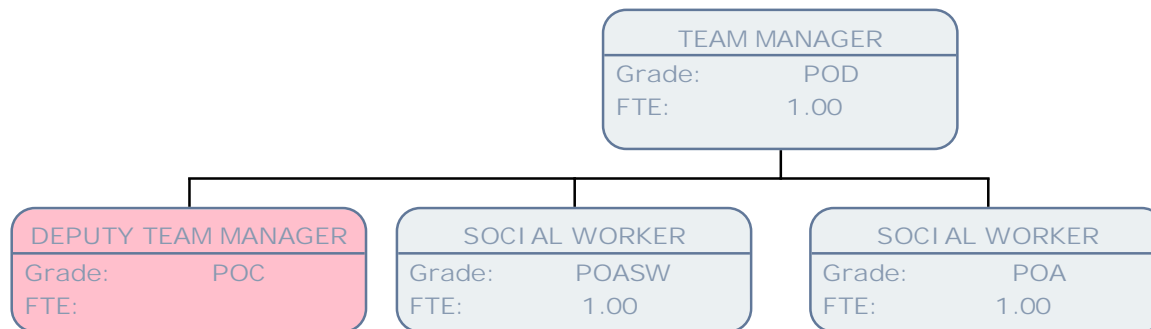 TEAM MANAGER
Grade: POD
FTE: 1.00
DEPUTY TEAM MANAGER
Grade: POC
FTE:
SOCIAL WORKER
Grade: POASW
FTE: 1.00
SOCIAL WORKER
Grade: POA
FTE: 1.00